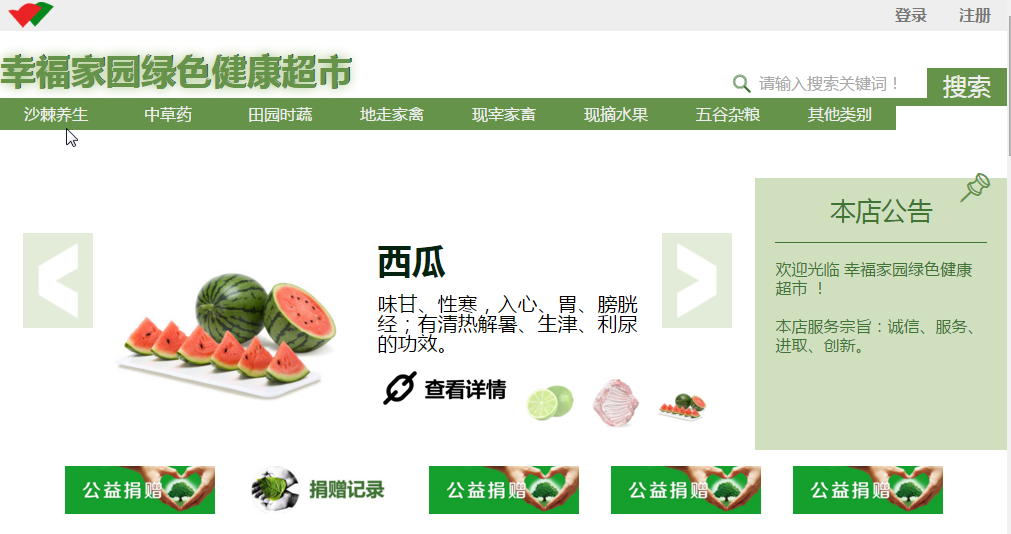 登录 注册
幸福家园绿色健康超市
请输入搜索关键词！ 搜索
沙棘养生 中草药 田园时蔬 地走家禽 现宰家畜 现摘水果 五谷杂粮 其他类别
本店公告
欢迎光临 幸福家园绿色健康
超市 ！
本店服务宗旨：诚信、服务、
进取、创新。
西瓜
味甘、性寒，入心、胃、膀胱
经；有清热解暑、生津、利尿
的功效。
查看详情
公益捐赠 捐赠记录 公益捐赠 公益捐赠 公益捐赠